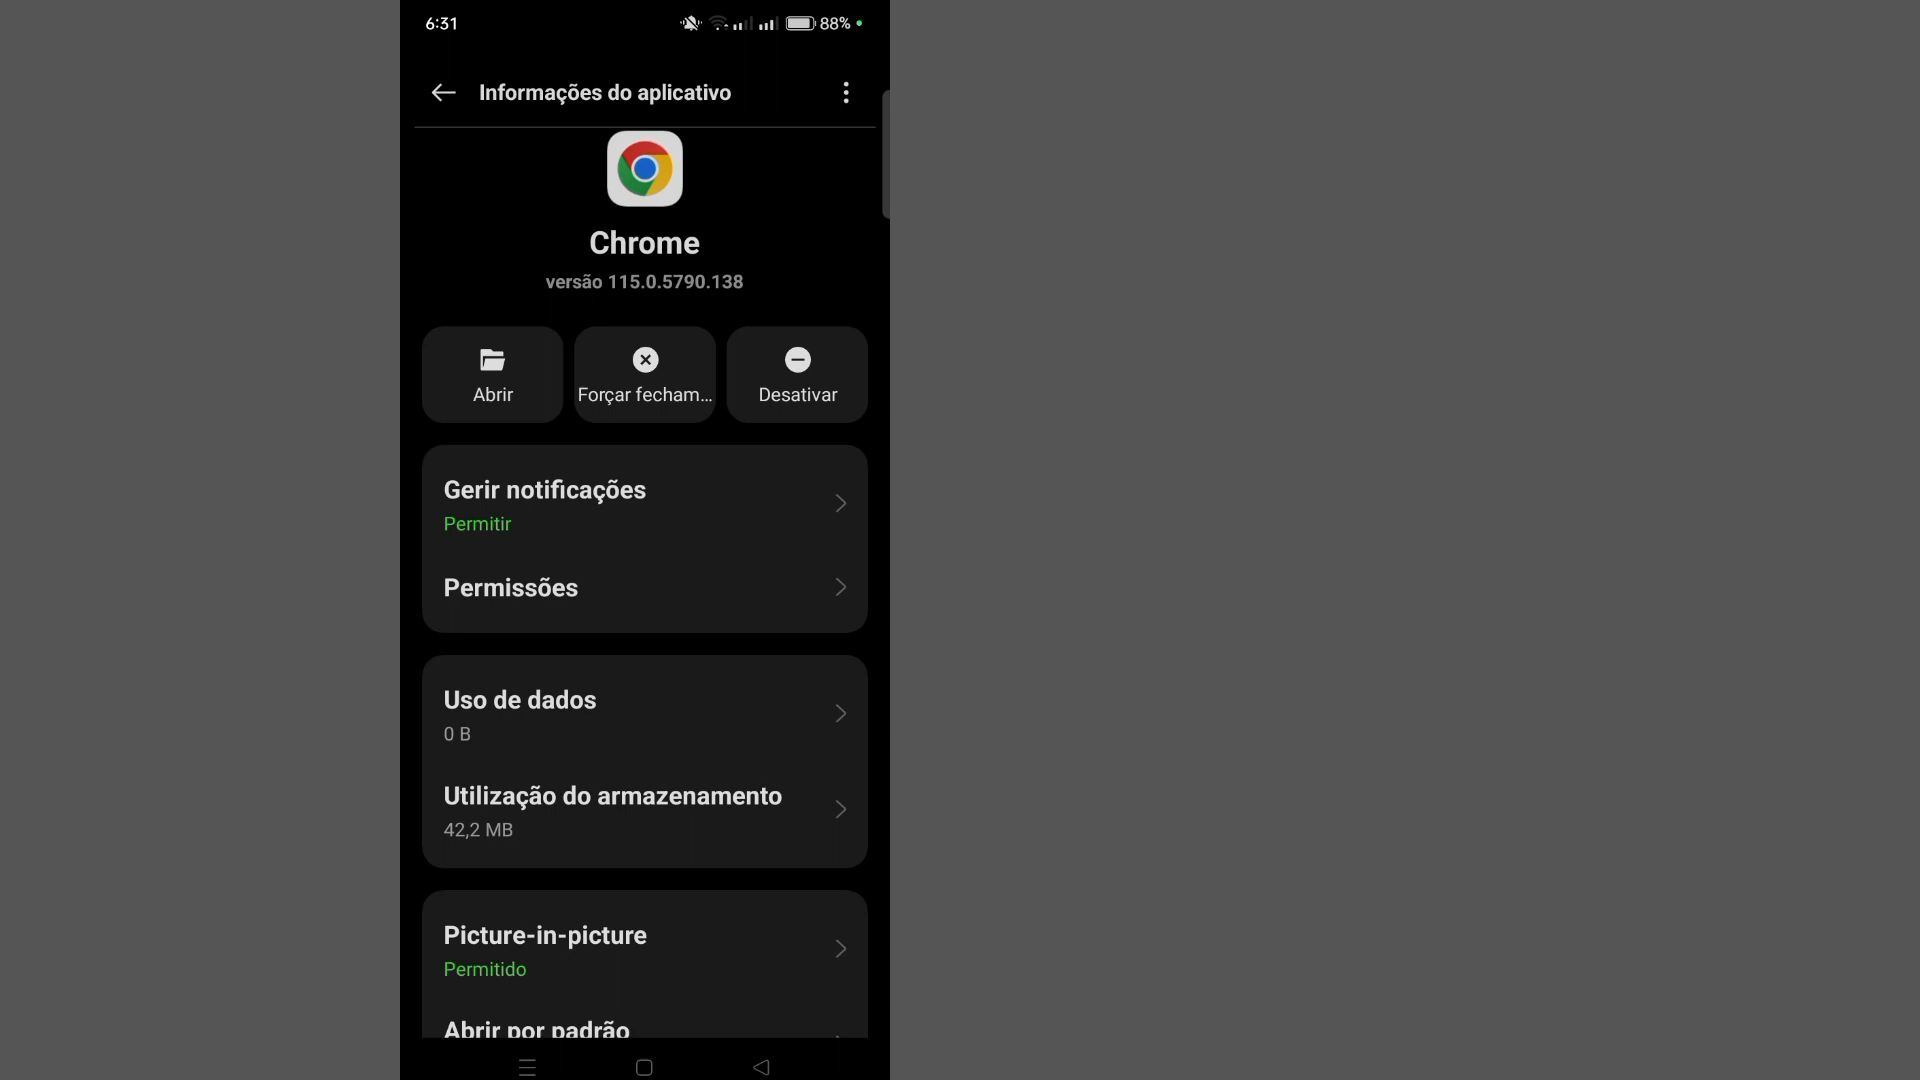 6:31
88%
Informações do aplicativo
Chrome
versão 115.0.5790.138
Abrir
Forçar fecham...
Desativar
Gerir notificações
Permitir
Permissões
Uso de dados
0 B
Utilização do armazenamento
42,2 MB
Picture-in-picture
Permitido
Abrir por padrão